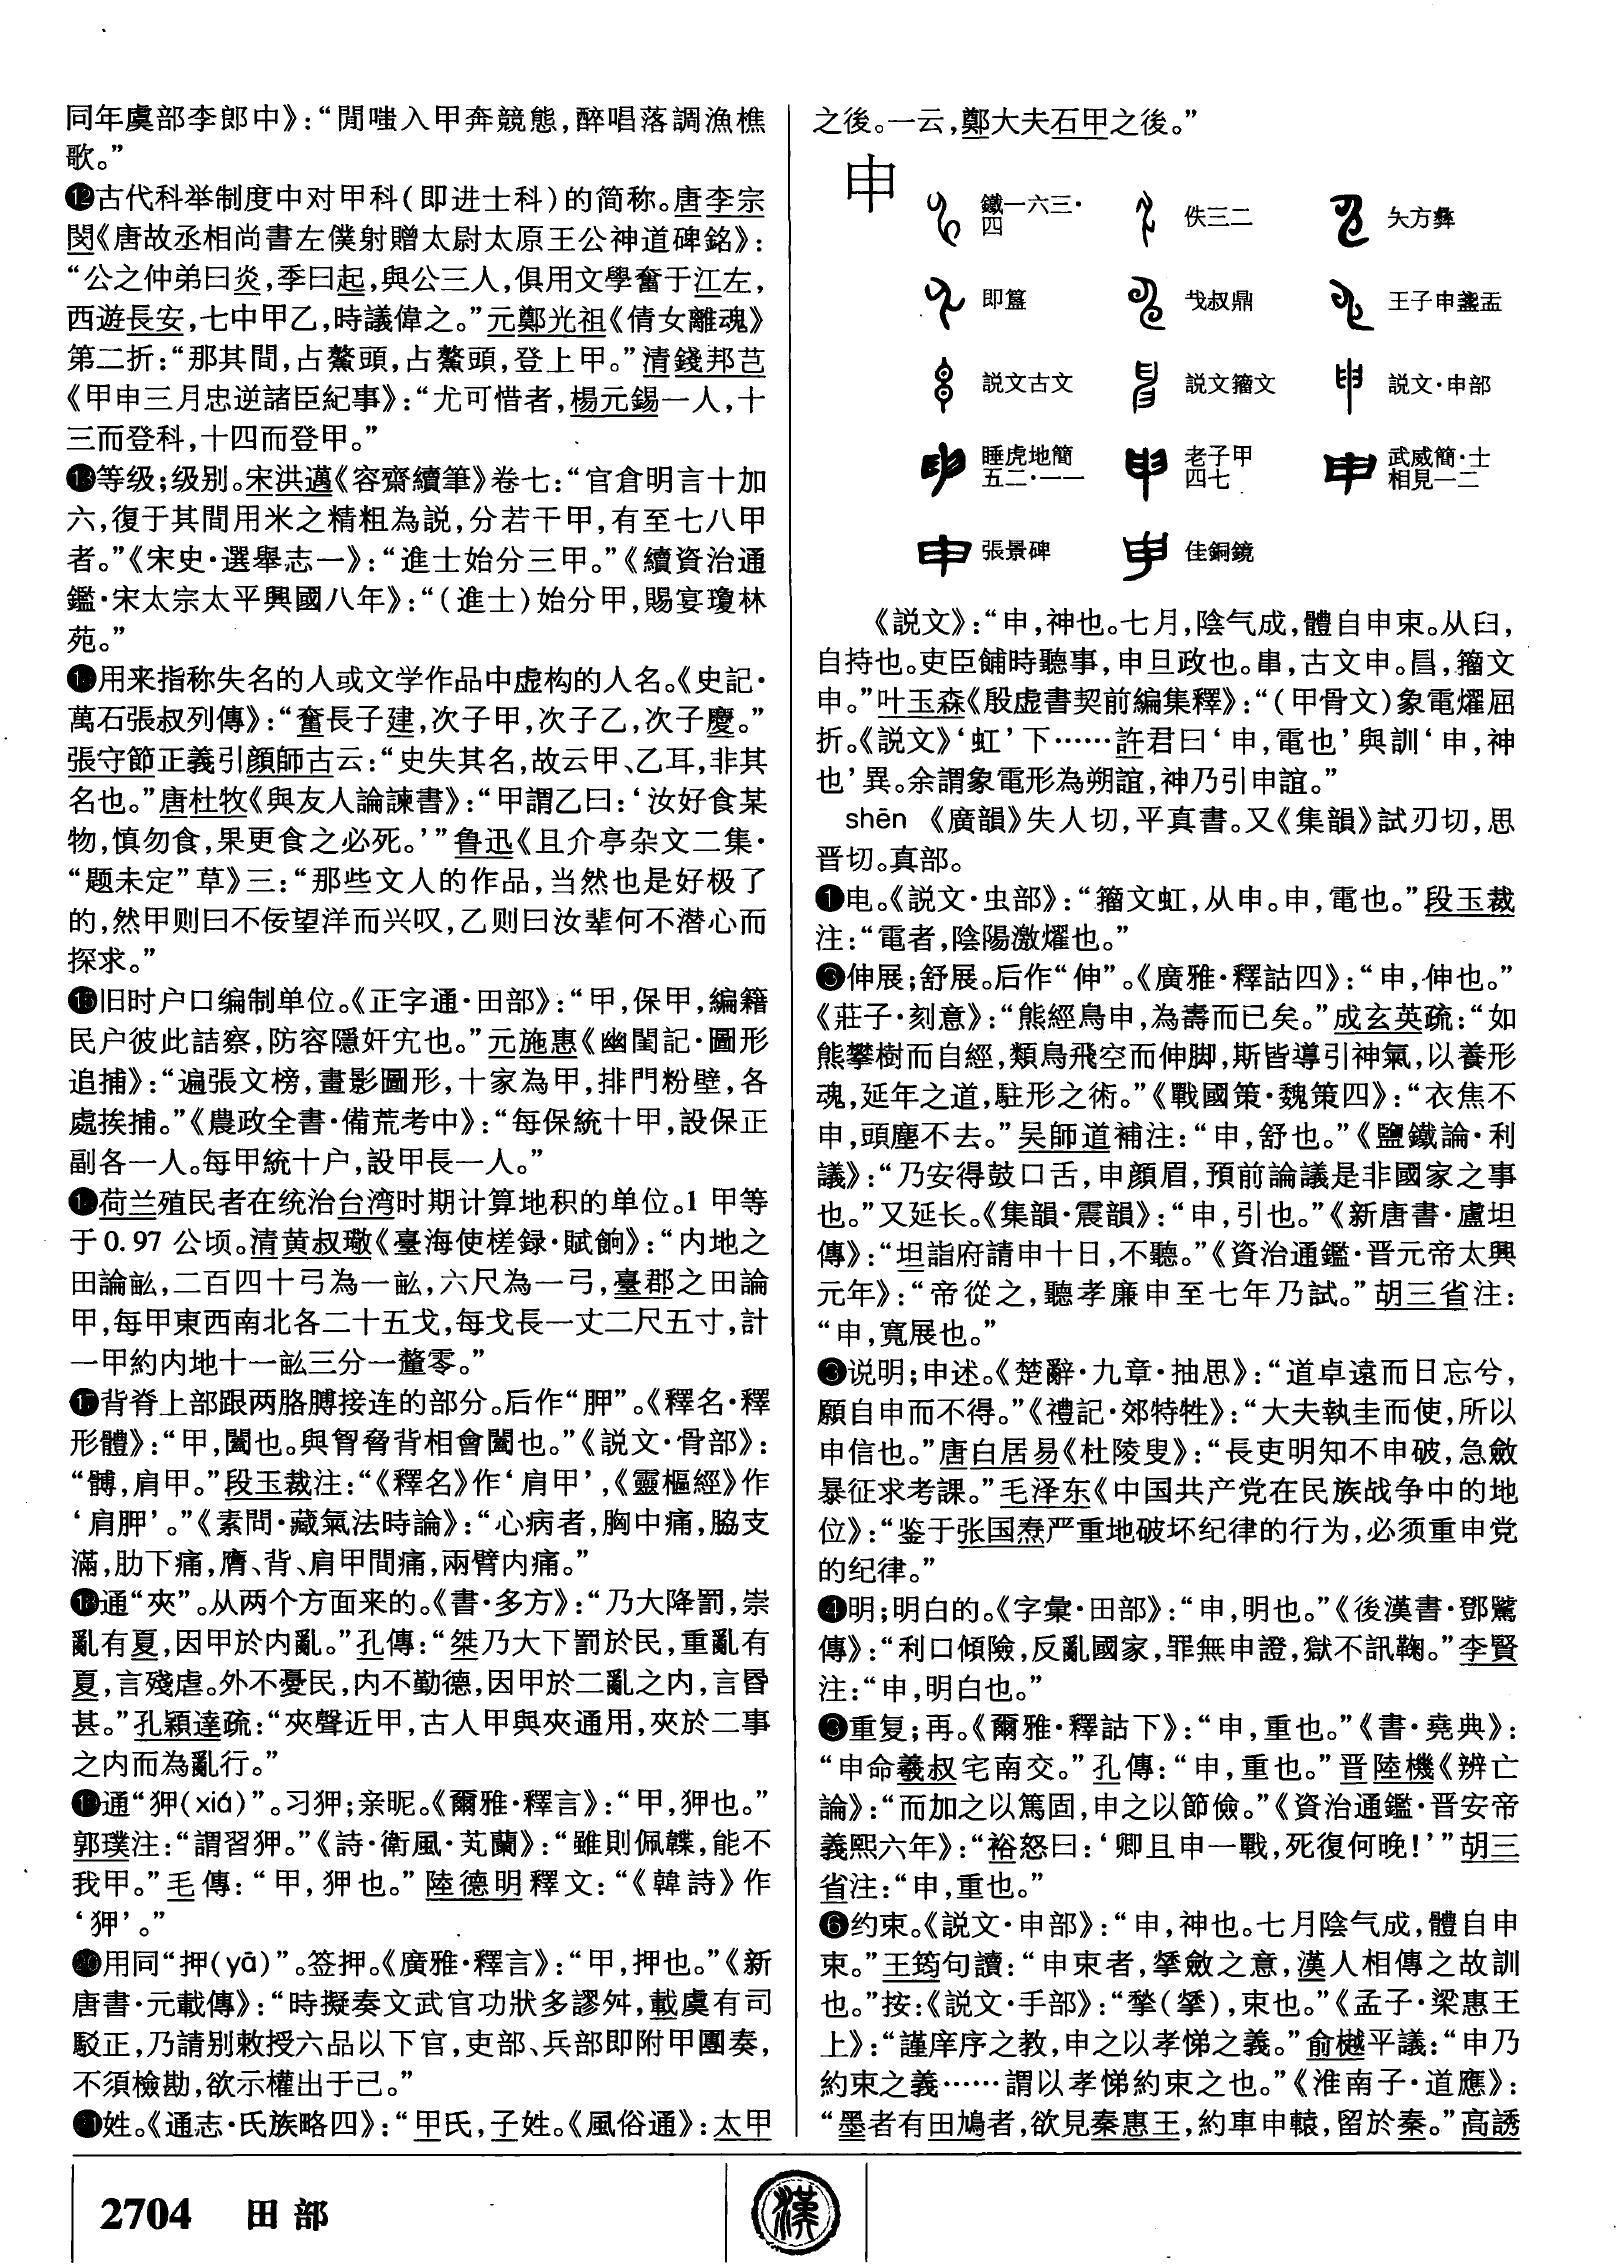 同年虞部李郎中》：“閒嗤入甲奔競態，醉唱落調漁樵
歌。”
⑫古代科举制度中对甲科（即进士科）的简称。唐李宗
閔《唐故丞相尚書左僕射贈太尉太原王公神道碑銘》：
“公之仲弟曰炎，季曰起，與公三人，俱用文學奮于江左，
西遊長安，七中甲乙，時議偉之。”元鄭光祖《倩女離魂》
第二折：“那其間，占鰲頭，占鰲頭，登上甲。”清錢邦芑
《甲申三月忠逆諸臣紀事》：“尤可惜者，楊元錫一人，十
三而登科，十四而登甲。”
⑬等级；级别。宋洪邁《容齋續筆》卷七：“官倉明言十加
六，復于其間用米之精粗為説，分若干甲，有至七八甲
者。”《宋史·選舉志一》：“進士始分三甲。”《續資治通
鑑·宋太宗太平興國八年》：“（進士）始分甲，賜宴瓊林
苑。”
⑭用来指称失名的人或文学作品中虚构的人名。《史記·
萬石張叔列傳》：“奮長子建，次子甲，次子乙，次子慶。”
張守節正義引顔師古云：“史失其名，故云甲、乙耳，非其
名也。”唐杜牧《與友人論諫書》：“甲謂乙曰：‘汝好食某
物，慎勿食，果更食之必死。’”鲁迅《且介亭杂文二集·
“题未定”草》三：“那些文人的作品，当然也是好极了
的，然甲则曰不佞望洋而兴叹，乙则曰汝辈何不潜心而
探求。”
⑮旧时户口编制单位。《正字通·田部》：“甲，保甲，編籍
民户彼此詰察，防容隱奸宄也。”元施惠《幽閨記·圖形
追捕》：“遍張文榜，畫影圖形，十家為甲，排門粉壁，各
處挨捕。”《農政全書·備荒考中》：“每保統十甲，設保正
副各一人。每甲統十户，設甲長一人。”
⑯荷兰殖民者在统治台湾时期计算地积的单位。1 甲等
于0.97 公顷。清黄叔璥《臺海使槎録·賦餉》：“内地之
田論畝，二百四十弓為一畝，六尺為一弓，臺郡之田論
甲，每甲東西南北各二十五戈，每戈長一丈二尺五寸，計
一甲約内地十一畝三分一釐零。”
⑰背脊上部跟两胳膊接连的部分。后作“胛”。《釋名·釋
形體》：“甲，闔也。與胷脅背相會闔也。”《説文·骨部》：
“髆，肩甲。”段玉裁注：“《釋名》作‘肩甲’，《靈樞經》作
‘肩胛’。”《素問·藏氣法時論》：“心病者，胸中痛，脇支
滿，肋下痛，膺、背、肩甲間痛，兩臂内痛。”
⑱通“夾”。从两个方面来的。《書·多方》：“乃大降罰，崇
亂有夏，因甲於内亂。”孔傳：“桀乃大下罰於民，重亂有
夏，言殘虐。外不憂民，内不勤德，因甲於二亂之内，言昬
甚。”孔穎達疏：“夾聲近甲，古人甲與夾通用，夾於二事
之内而為亂行。”
⑲通“狎（xiá）”。习狎；亲昵。《爾雅·釋言》：“甲，狎也。”
郭璞注：“謂習狎。”《詩·衛風·芄蘭》：“雖則佩韘，能不
我甲。”毛傳：“甲，狎也。”陸德明釋文：“《韓詩》作
‘狎’。”
⑳用同“押（yā）”。签押。《廣雅·釋言》：“甲，押也。”《新
唐書·元載傳》：“時擬奏文武官功狀多謬舛，載虞有司
駁正，乃請别敕授六品以下官，吏部、兵部即附甲團奏，
不須檢勘，欲示權出于己。”
㉑姓。《通志·氏族略四》：“甲氏，子姓。《風俗通》：太甲
之後。一云，鄭大夫石甲之後。”
申
鐵一六三·
四
佚三二
矢方彝
即簋
戈叔鼎
王子申盞盂
説文古文
説文籀文
説文·申部
睡虎地簡
五二·一一
老子甲
四七
武威簡·士
相見一二
張景碑
佳銅鏡
《説文》：“申，神也。七月，陰气成，體自申束。从𦥑，
自持也。吏臣餔時聽事，申旦政也。𢑚，古文申。𦥔，籀文
申。”叶玉森《殷虚書契前編集釋》：“（甲骨文）象電燿屈
折。《説文》‘虹’下……許君曰‘申，電也’與訓‘申，神
也’異。余謂象電形為朔誼，神乃引申誼。”
shēn 《廣韻》失人切，平真書。又《集韻》試刃切，思
晋切。真部。
❶电。《説文·虫部》：“籀文虹，从申。申，電也。”段玉裁
注：“電者，陰陽激燿也。”
❷伸展；舒展。后作“伸”。《廣雅·釋詁四》：“申，伸也。”
《莊子·刻意》：“熊經鳥申，為壽而已矣。”成玄英疏：“如
熊攀樹而自經，類鳥飛空而伸脚，斯皆導引神氣，以養形
魂，延年之道，駐形之術。”《戰國策·魏策四》：“衣焦不
申，頭塵不去。”吴師道補注：“申，舒也。”《鹽鐵論·利
議》：“乃安得鼓口舌，申顔眉，預前論議是非國家之事
也。”又延长。《集韻·震韻》：“申，引也。”《新唐書·盧坦
傳》：“坦詣府請申十日，不聽。”《資治通鑑·晋元帝太興
元年》：“帝從之，聽孝廉申至七年乃試。”胡三省注：
“申，寬展也。”
❸说明；申述。《楚辭·九章·抽思》：“道卓遠而日忘兮，
願自申而不得。”《禮記·郊特牲》：“大夫執圭而使，所以
申信也。”唐白居易《杜陵叟》：“長吏明知不申破，急斂
暴征求考課。”毛泽东《中国共产党在民族战争中的地
位》：“鉴于张国焘严重地破坏纪律的行为，必须重申党
的纪律。”
❹明；明白的。《字彙·田部》：“申，明也。”《後漢書·鄧騭
傳》：“利口傾險，反亂國家，罪無申證，獄不訊鞠。”李賢
注：“申，明白也。”
❺重复；再。《爾雅·釋詁下》：“申，重也。”《書·堯典》：
“申命羲叔宅南交。”孔傳：“申，重也。”晋陸機《辨亡
論》：“而加之以篤固，申之以節儉。”《資治通鑑·晋安帝
義熙六年》：“裕怒曰：‘卿且申一戰，死復何晚！’”胡三
省注：“申，重也。”
❻约束。《説文·申部》：“申，神也。七月陰气成，體自申
束。”王筠句讀：“申束者，揫斂之意，漢人相傳之故訓
也。”按：《説文·手部》：“𢹂（揫），束也。”《孟子·梁惠王
上》：“謹庠序之教，申之以孝悌之義。”俞樾平議：“申乃
約束之義……謂以孝悌約束之也。”《淮南子·道應》：
“墨者有田鳩者，欲見秦惠王，約車申轅，留於秦。”高誘
2704 田部
漢